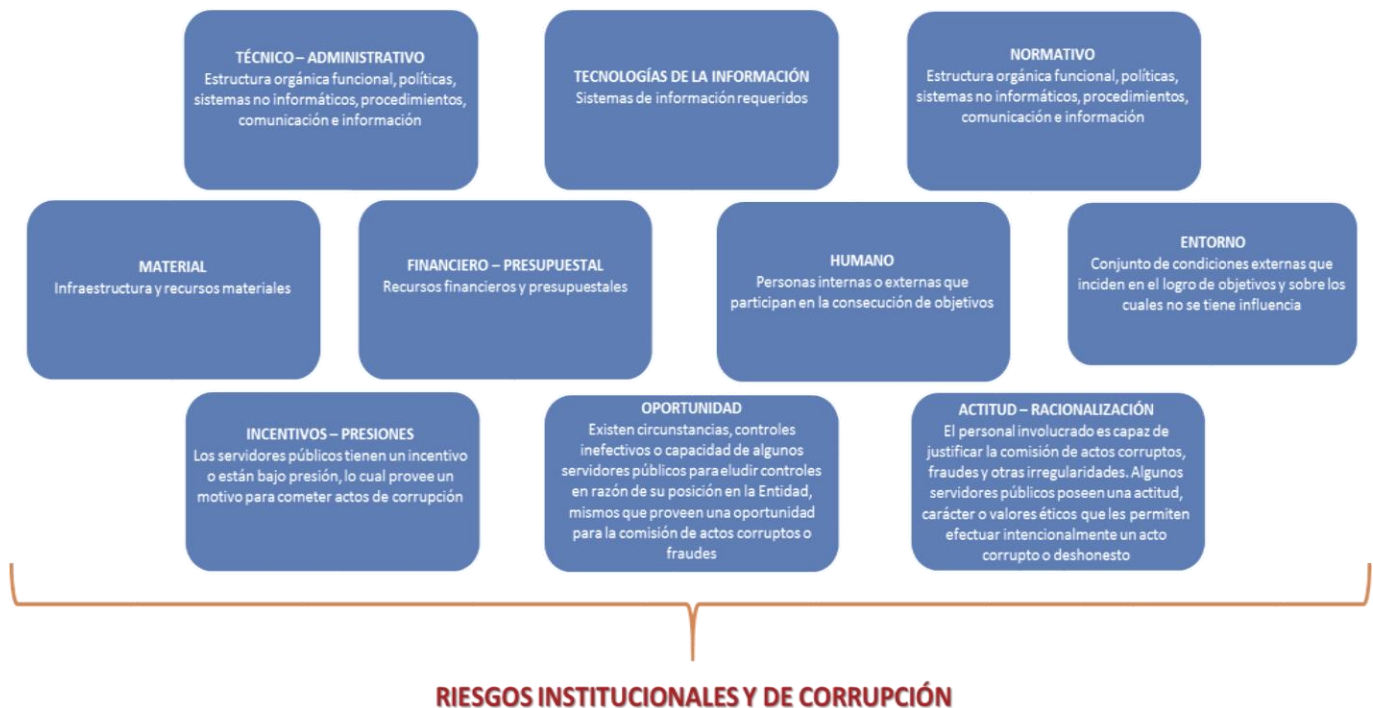 TÉCNICO – ADMINISTRATIVO
Estructura orgánica funcional, políticas,
sistemas no informáticos, procedimientos,
comunicación e información
TECNOLOGÍAS DE LA INFORMACIÓN
Sistemas de información requeridos
NORMATIVO
Estructura orgánica funcional, políticas,
sistemas no informáticos, procedimientos,
comunicación e información
MATERIAL
Infraestructura y recursos materiales
FINANCIERO – PRESUPUESTAL
Recursos financieros y presupuestales
HUMANO
Personas internas o externas que
participan en la consecución de objetivos
ENTORNO
Conjunto de condiciones externas que
inciden en el logro de objetivos y sobre los
cuales no se tiene influencia
INCENTIVOS – PRESIONES
Los servidores públicos tienen un incentivo
o están bajo presión, lo cual provee un
motivo para cometer actos de corrupción
OPORTUNIDAD
Existen circunstancias, controles
inefectivos o capacidad de algunos
servidores públicos para eludir controles
en razón de su posición en la Entidad,
mismos que proveen una oportunidad
para la comisión de actos corruptos o
fraudes
ACTITUD – RACIONALIZACIÓN
El personal involucrado es capaz de
justificar la comisión de actos corruptos,
fraudes y otras irregularidades. Algunos
servidores públicos poseen una actitud,
carácter o valores éticos que les permiten
efectuar intencionalmente un acto
corrupto o deshonesto
RIESGOS INSTITUCIONALES Y DE CORRUPCIÓN